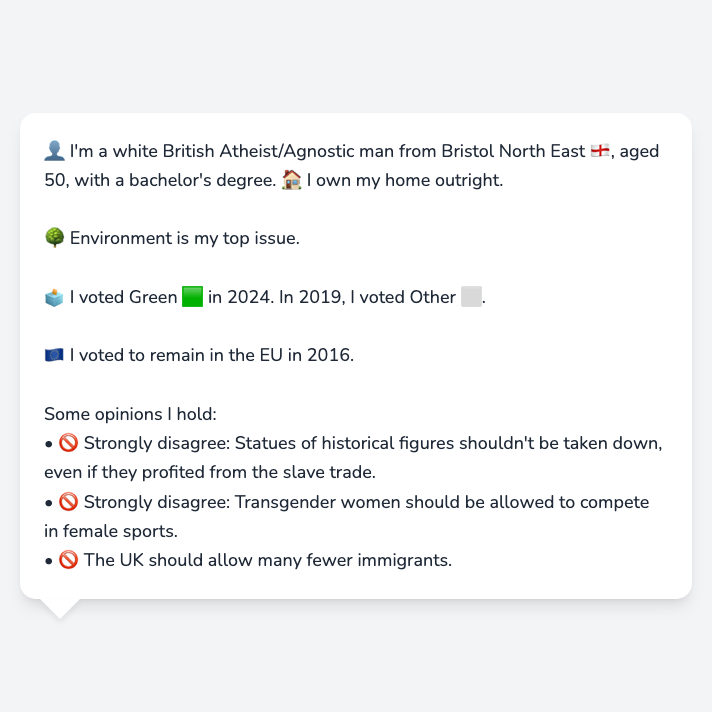 👤 I'm a white British Atheist/Agnostic man from Bristol North East 🏴󠁧󠁢󠁥󠁮󠁧󠁿, aged
50, with a bachelor's degree. 🏠 I own my home outright.
🌳 Environment is my top issue.
🗳️ I voted Green 🟩 in 2024. In 2019, I voted Other ⬜.
🇪🇺 I voted to remain in the EU in 2016.
Some opinions I hold:
• 🚫 Strongly disagree: Statues of historical figures shouldn't be taken down,
even if they profited from the slave trade.
• 🚫 Strongly disagree: Transgender women should be allowed to compete
in female sports.
• 🚫 The UK should allow many fewer immigrants.